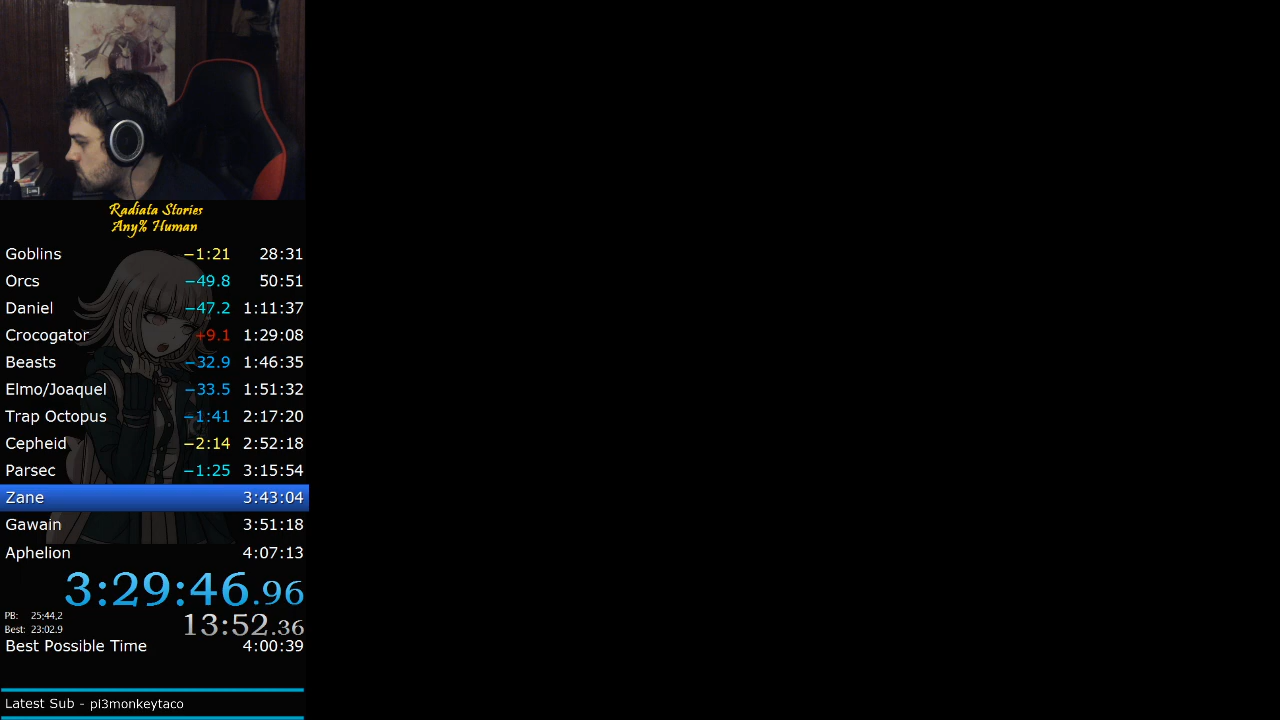 Radiata Stories
Any% Human
Goblins −1:21 28:31
Orcs −49.8 50:51
Daniel −47.2 1:11:37
Crocogator +9.1 1:29:08
Beasts −32.9 1:46:35
Elmo/Joaquel −33.5 1:51:32
Trap Octopus −1:41 2:17:20
Cepheid −2:14 2:52:18
Parsec −1:25 3:15:54
Zane 3:43:04
Gawain 3:51:18
Aphelion 4:07:13
3:29:46.96
PB: 25:44,2
Best: 23:02.9
13:52.36
Best Possible Time 4:00:39
Latest Sub - pl3monkeytaco